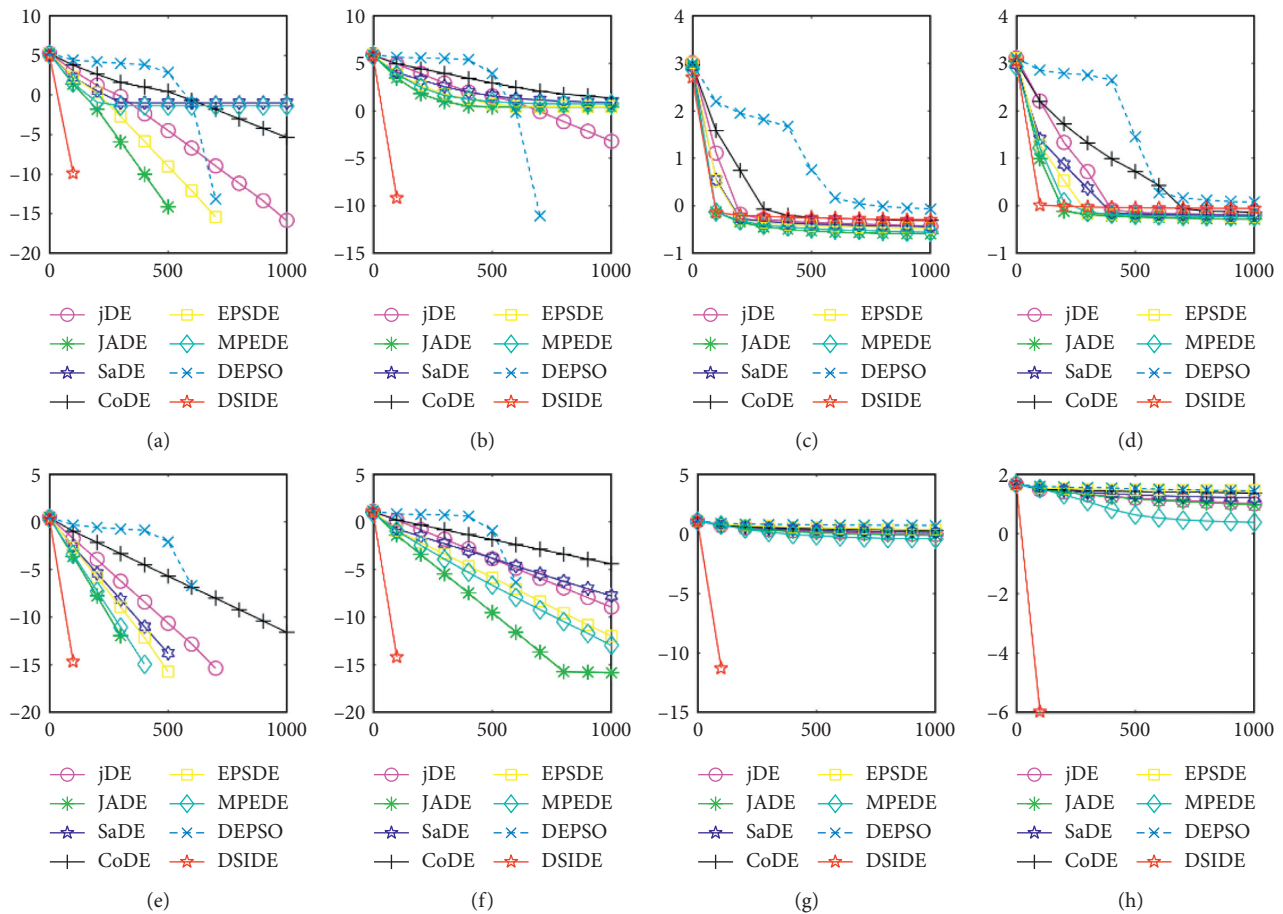 10
5
0
−5
−10
−15
−20
0 500 1000
jDE EPSDE
JADE MPEDE
SaDE DEPSO
CoDE DSIDE
(a)
10
5
0
−5
−10
−15
0 500 1000
jDE EPSDE
JADE MPEDE
SaDE DEPSO
CoDE DSIDE
(b)
4
3
2
1
0
−1
0 500 1000
jDE EPSDE
JADE MPEDE
SaDE DEPSO
CoDE DSIDE
(c)
4
3
2
1
0
−1
0 500 1000
jDE EPSDE
JADE MPEDE
SaDE DEPSO
CoDE DSIDE
(d)
5
0
−5
−10
−15
−20
0 500 1000
jDE EPSDE
JADE MPEDE
SaDE DEPSO
CoDE DSIDE
(e)
5
0
−5
−10
−15
−20
0 500 1000
jDE EPSDE
JADE MPEDE
SaDE DEPSO
CoDE DSIDE
(f)
5
0
−5
−10
−15
0 500 1000
jDE EPSDE
JADE MPEDE
SaDE DEPSO
CoDE DSIDE
(g)
2
0
−2
−4
−6
0 500 1000
jDE EPSDE
JADE MPEDE
SaDE DEPSO
CoDE DSIDE
(h)